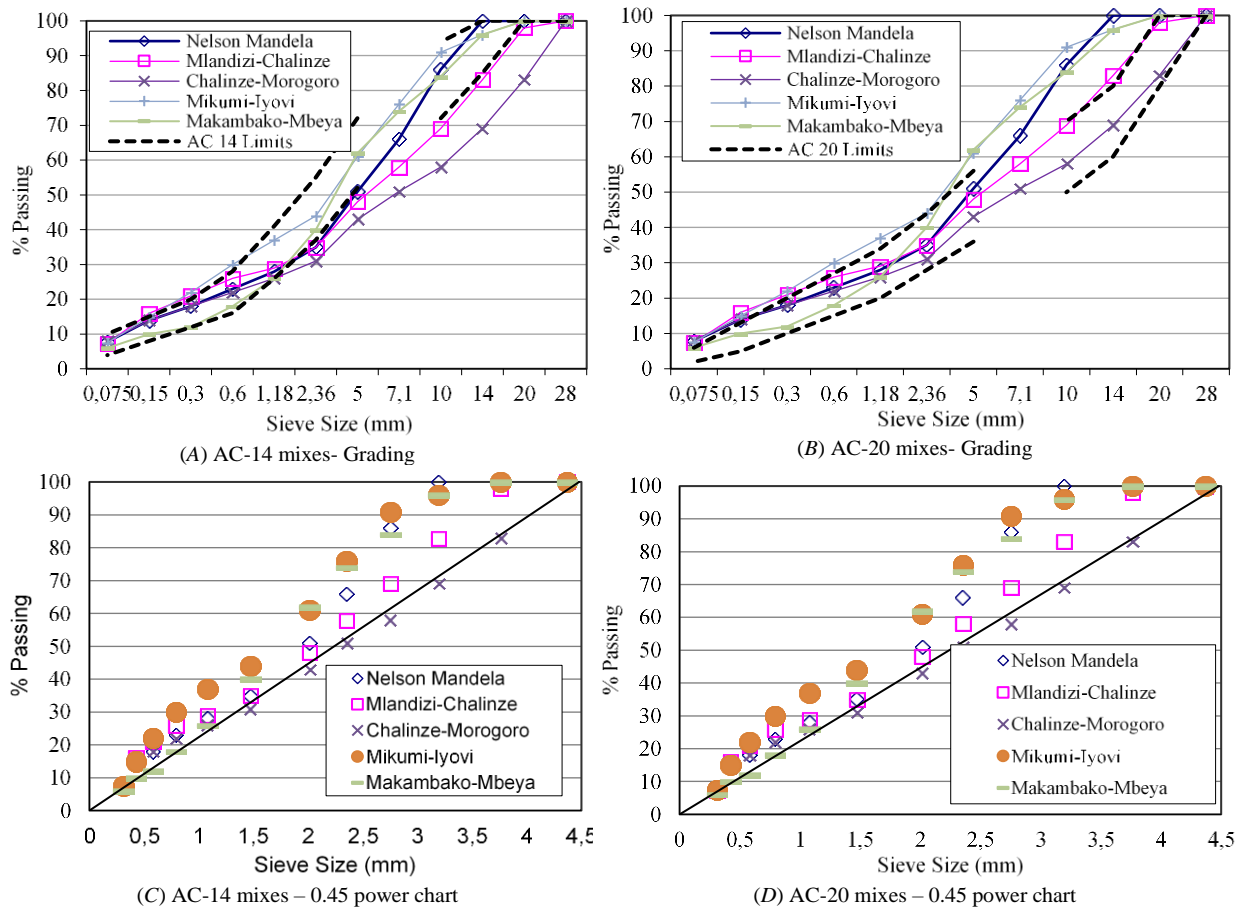 100
90
80
70
60
50
40
30
20
10
0
% Passing
Nelson Mandela
Mlandizi-Chalinze
Chalinze-Morogoro
Mikumi-Iyovi
Makambako-Mbeya
AC 14 Limits
0,075 0,15 0,3 0,6 1,18 2,36 5 7,1 10 14 20 28
Sieve Size (mm)
(A) AC-14 mixes- Grading
100
90
80
70
60
50
40
30
20
10
0
% Passing
Nelson Mandela
Mlandizi-Chalinze
Chalinze-Morogoro
Mikumi-Iyovi
Makambako-Mbeya
AC 20 Limits
0,075 0,15 0,3 0,6 1,18 2,36 5 7,1 10 14 20 28
Sieve Size (mm)
(B) AC-20 mixes- Grading
100
90
80
70
60
50
40
30
20
10
0
% Passing
Nelson Mandela
Mlandizi-Chalinze
Chalinze-Morogoro
Mikumi-Iyovi
Makambako-Mbeya
0 0,5 1 1,5 2 2,5 3 3,5 4 4,5
Sieve Size (mm)
(C) AC-14 mixes – 0.45 power chart
100
90
80
70
60
50
40
30
20
10
0
% Passing
Nelson Mandela
Mlandizi-Chalinze
Chalinze-Morogoro
Mikumi-Iyovi
Makambako-Mbeya
0 0,5 1 1,5 2 2,5 3 3,5 4 4,5
Sieve Size (mm)
(D) AC-20 mixes – 0.45 power chart